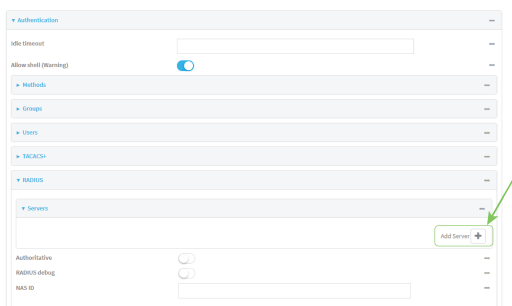 Authentication
Idle timeout
Allow shell (Warning)
Methods
Groups
Users
TACACS+
RADIUS
Servers
Add Server
Authoritative
RADIUS debug
NAS ID